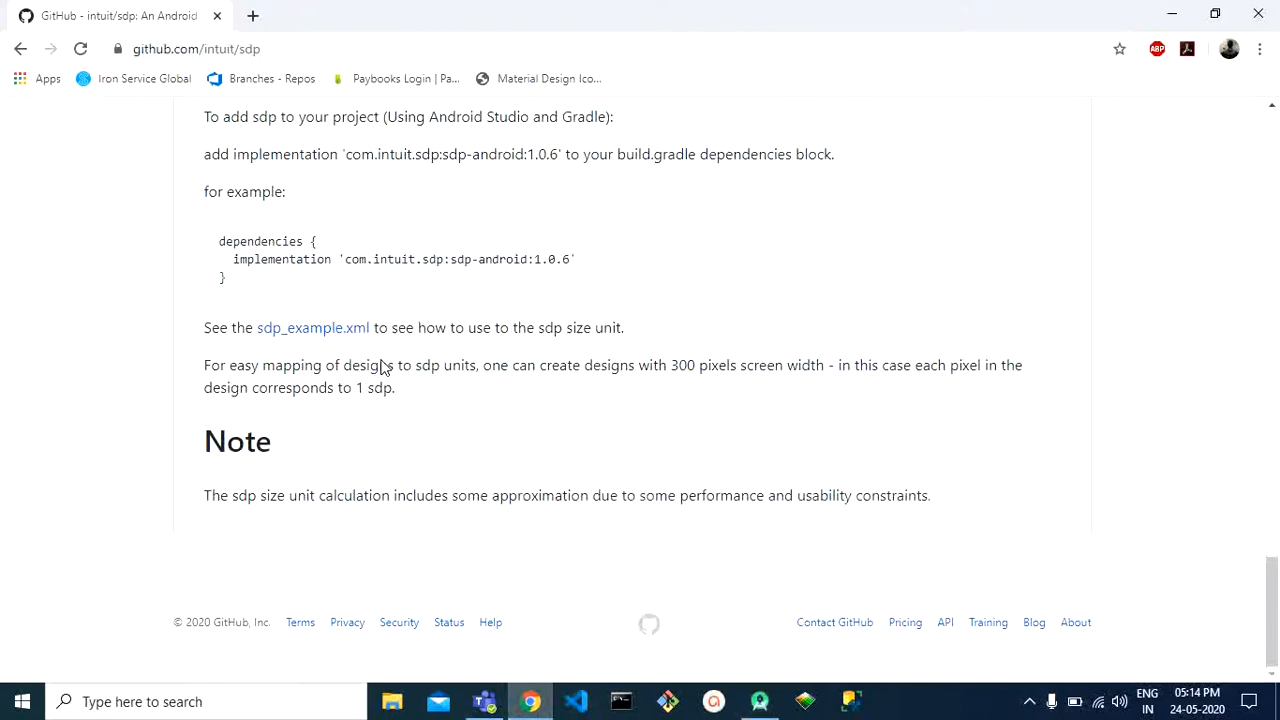 GitHub - intuit/sdp: An Android
github.com/intuit/sdp
ABP
Apps
Iron Service Global
Branches - Repos
Paybooks Login | Pa...
Material Design Ico...
To add sdp to your project (Using Android Studio and Gradle):
add implementation 'com.intuit.sdp:sdp-android:1.0.6' to your build.gradle dependencies block.
for example:
dependencies {
implementation 'com.intuit.sdp:sdp-android:1.0.6'
}
See the sdp_example.xml to see how to use to the sdp size unit.
For easy mapping of designs to sdp units, one can create designs with 300 pixels screen width - in this case each pixel in the
design corresponds to 1 sdp.
Note
The sdp size unit calculation includes some approximation due to some performance and usability constraints.
© 2020 GitHub, Inc. Terms Privacy Security Status Help
Contact GitHub Pricing API Training Blog About
Type here to search
ENG
IN
05:14 PM
24-05-2020